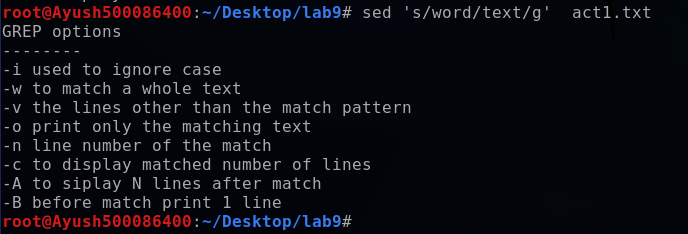 root@Ayush500086400:~/Desktop/lab9# sed 's/word/text/g'  act1.txt
GREP options
--------
-i used to ignore case
-w to match a whole text
-v the lines other than the match pattern
-o print only the matching text
-n line number of the match
-c to display matched number of lines
-A to siplay N lines after match
-B before match print 1 line
root@Ayush500086400:~/Desktop/lab9#